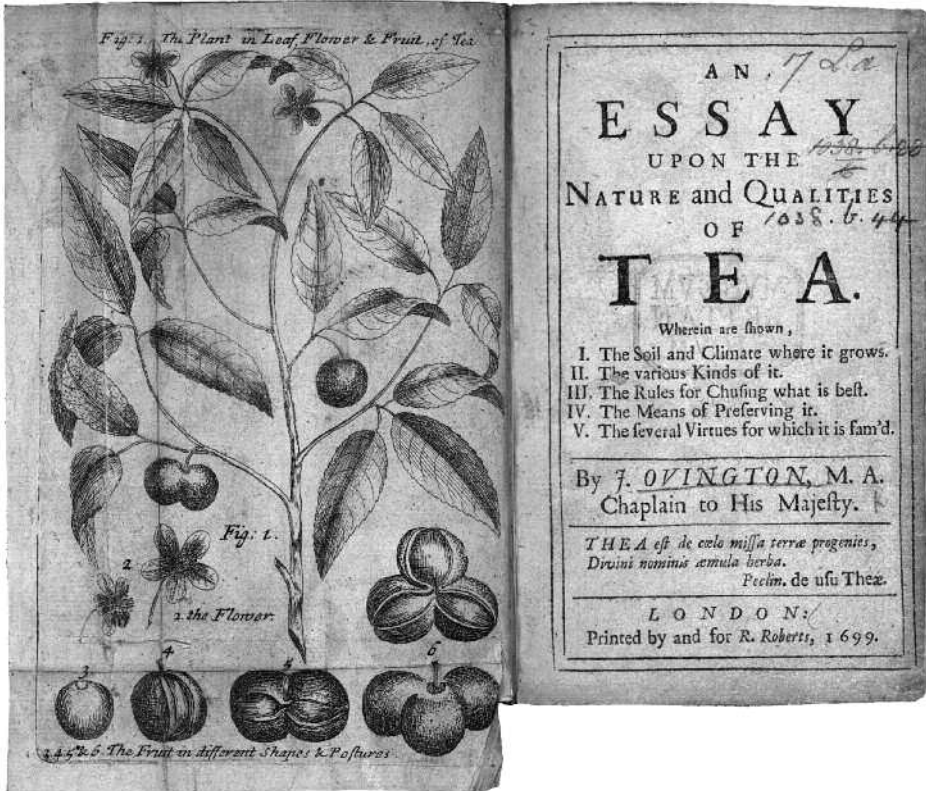 Fig: 1. The Plant in Leaf, Flower & Fruit, of Tea
2
Fig: 1.
2 the Flower.
3
4
5
6
3 4 5 & 6. The Fruit in different Shapes & Postures.
AN
ESSAY
UPON THE
NATURE and QUALITIES
OF
1038. b. 44
TEA.
Wherein are ſhown,
I. The Soil and Climate where it grows.
II. The various Kinds of it.
III. The Rules for Chuſing what is beſt.
IV. The Means of Preſerving it.
V. The ſeveral Virtues for which it is fam'd.
By J. OVINGTON, M. A.
Chaplain to His Majeſty.
THEA eſt de cœlo miſſa terræ progenies,
Divini nominis æmula herba.
Pechlin. de uſu Theæ.
LONDON:
Printed by and for R. Roberts, 1699.